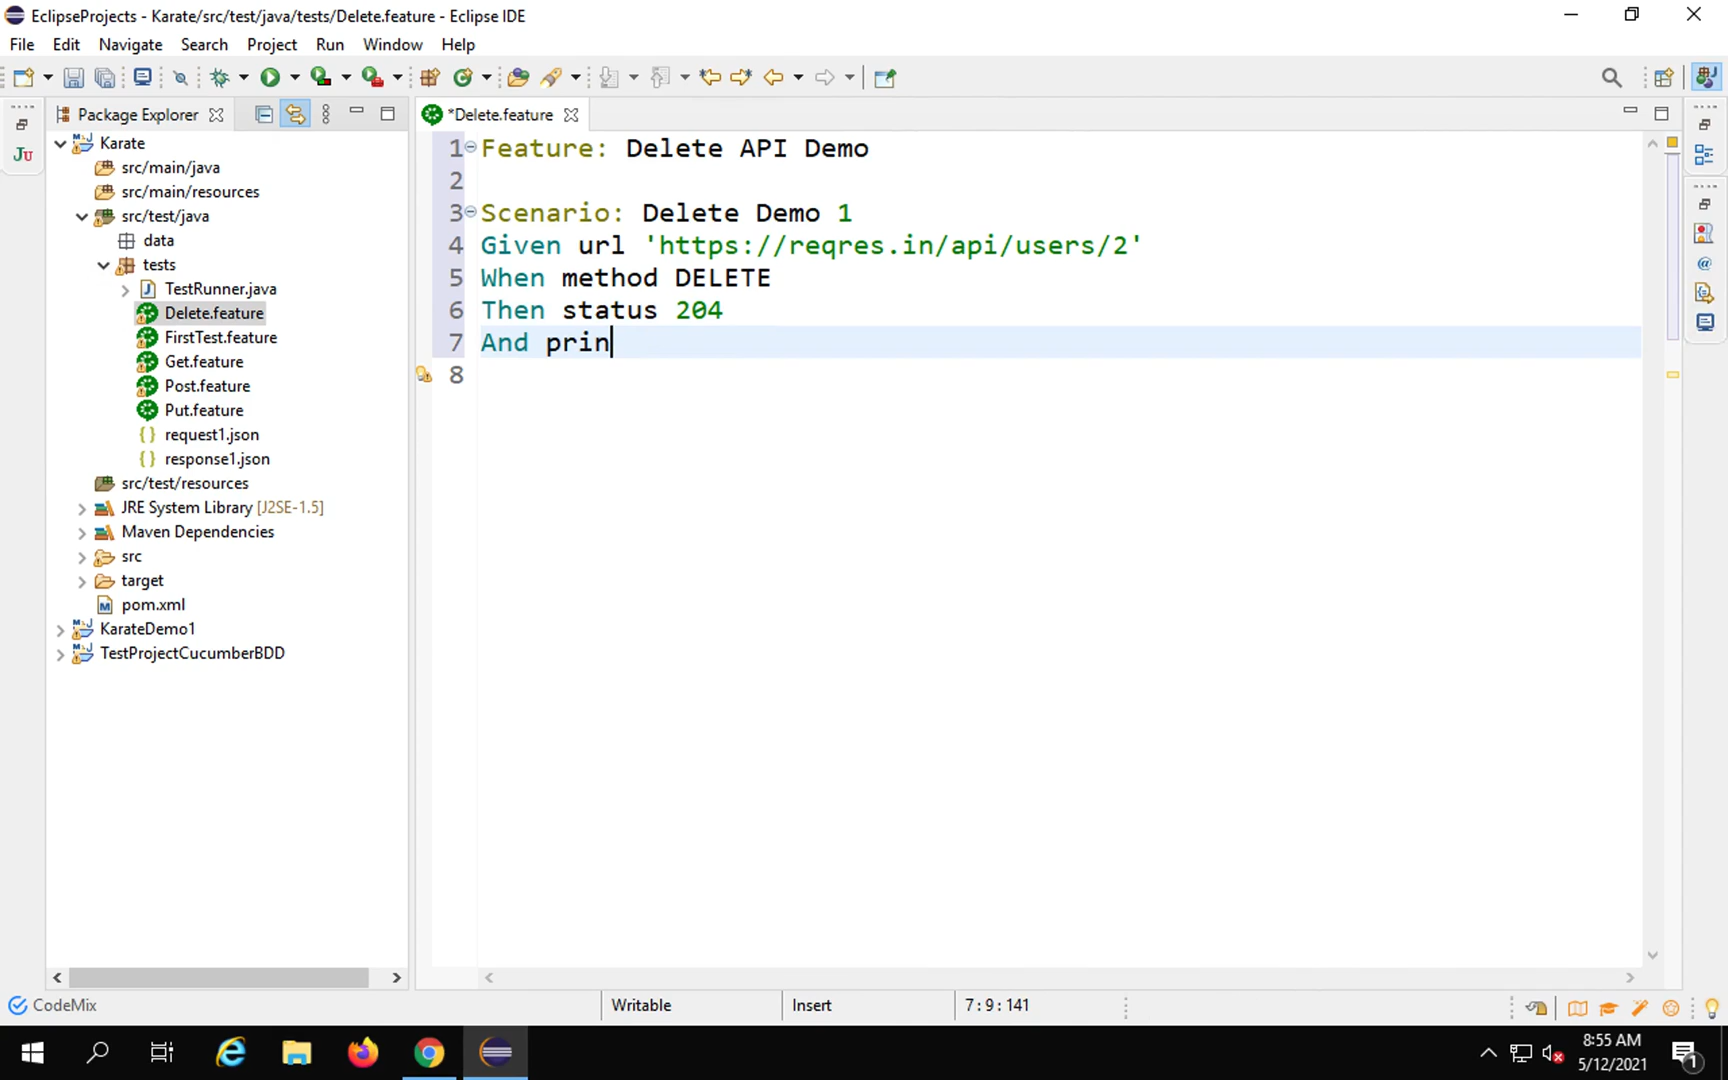 EclipseProjects - Karate/src/test/java/tests/Delete.feature - Eclipse IDE
File Edit Navigate Search Project Run Window Help
Package Explorer
*Delete.feature
Karate
src/main/java
src/main/resources
src/test/java
data
tests
TestRunner.java
Delete.feature
FirstTest.feature
Get.feature
Post.feature
Put.feature
request1.json
response1.json
src/test/resources
JRE System Library [J2SE-1.5]
Maven Dependencies
src
target
pom.xml
KarateDemo1
TestProjectCucumberBDD
Ju
1 Feature: Delete API Demo
2
3 Scenario: Delete Demo 1
4 Given url 'https://reqres.in/api/users/2'
5 When method DELETE
6 Then status 204
7 And prin
8
CodeMix
Writable
Insert
7 : 9 : 141
8:55 AM
5/12/2021
1